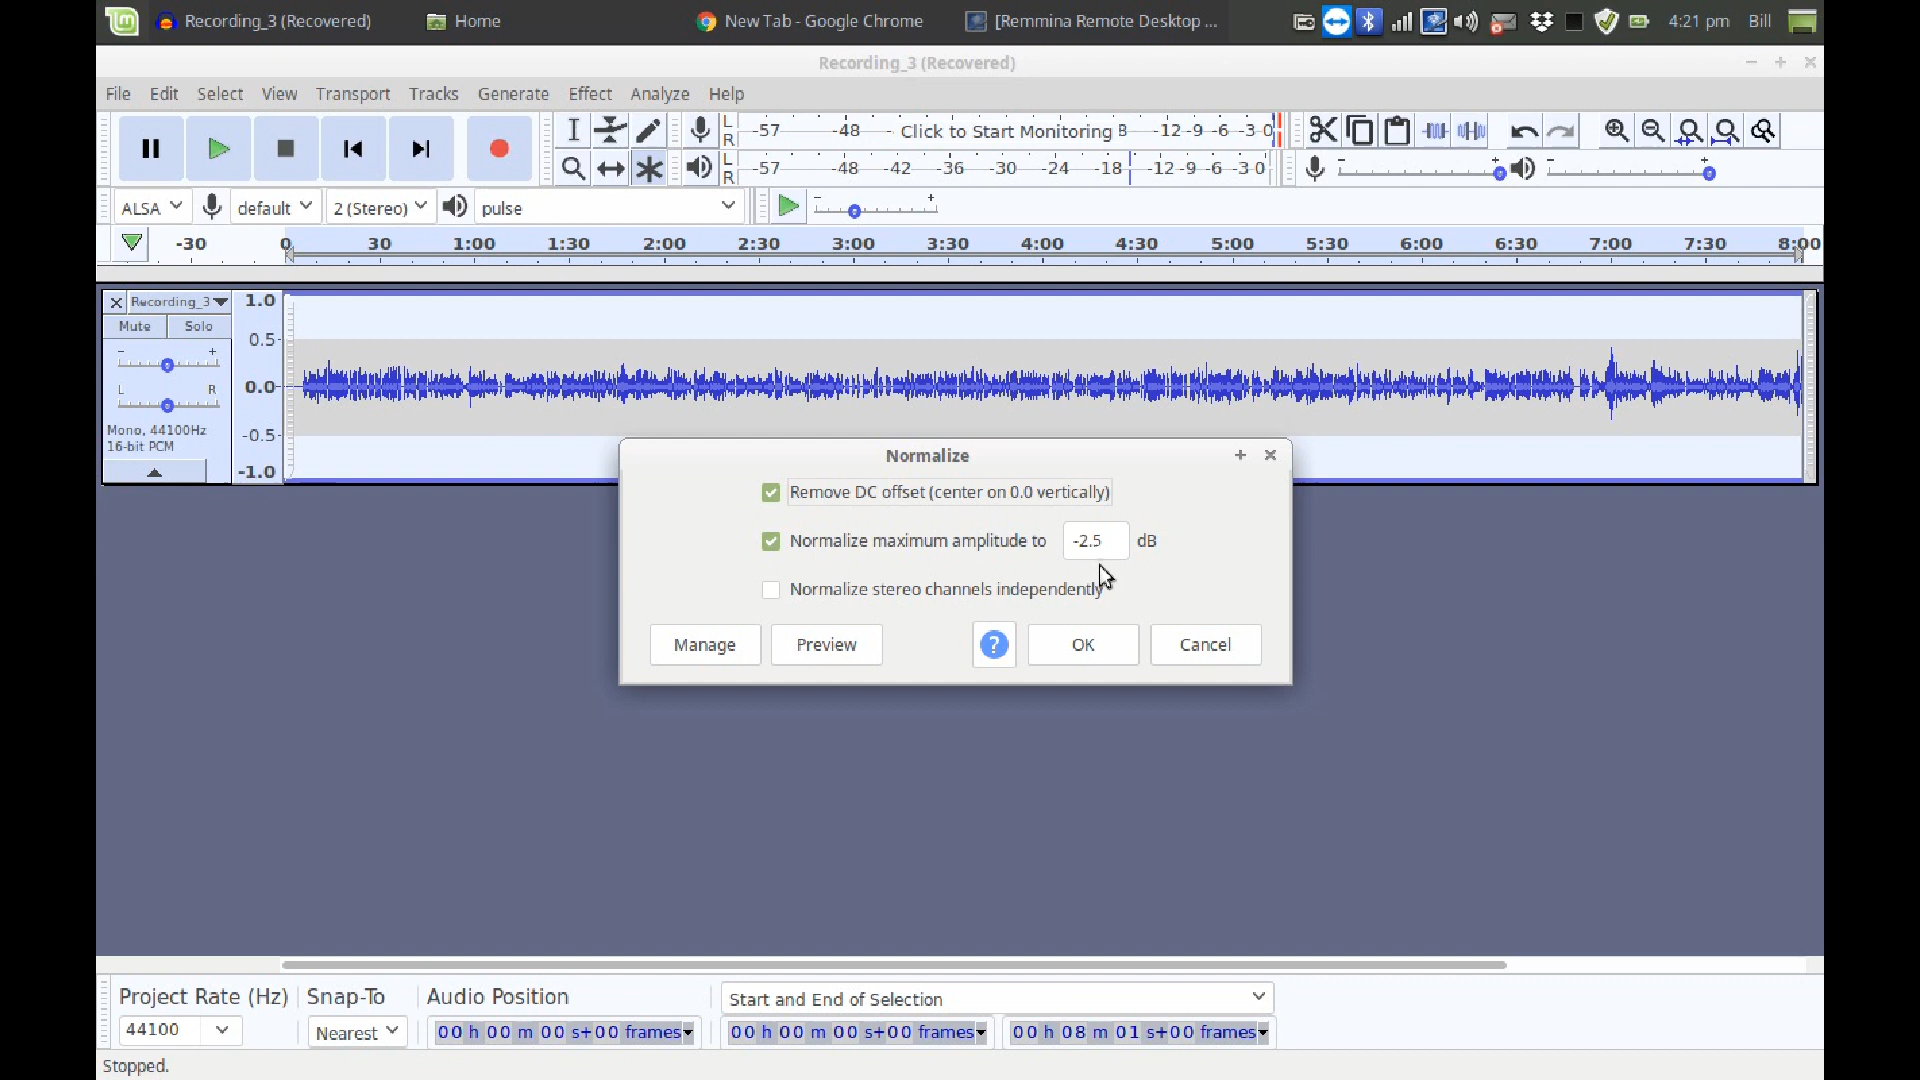 Recording_3 (Recovered)
Home
New Tab - Google Chrome
[Remmina Remote Desktop ...
4:21 pm
Bill
Recording_3 (Recovered)
File Edit Select View Transport Tracks Generate Effect Analyze Help
L
R
-57 -48 - Click to Start Monitoring 8 -12 -9 -6 -3 0
L
R
-57 -48 -42 -36 -30 -24 -18 -12 -9 -6 -3 0
ALSA
default
2 (Stereo)
pulse
-30 0 30 1:00 1:30 2:00 2:30 3:00 3:30 4:00 4:30 5:00 5:30 6:00 6:30 7:00 7:30 8:00
Recording_3
Mute Solo
- +
L R
Mono, 44100Hz
16-bit PCM
1.0
0.5
0.0
-0.5
-1.0
Normalize
Remove DC offset (center on 0.0 vertically)
Normalize maximum amplitude to -2.5 dB
Normalize stereo channels independently
Manage
Preview
?
OK
Cancel
Project Rate (Hz) Snap-To Audio Position Start and End of Selection
44100 Nearest 00 h 00 m 00 s+00 frames 00 h 00 m 00 s+00 frames 00 h 08 m 01 s+00 frames
Stopped.